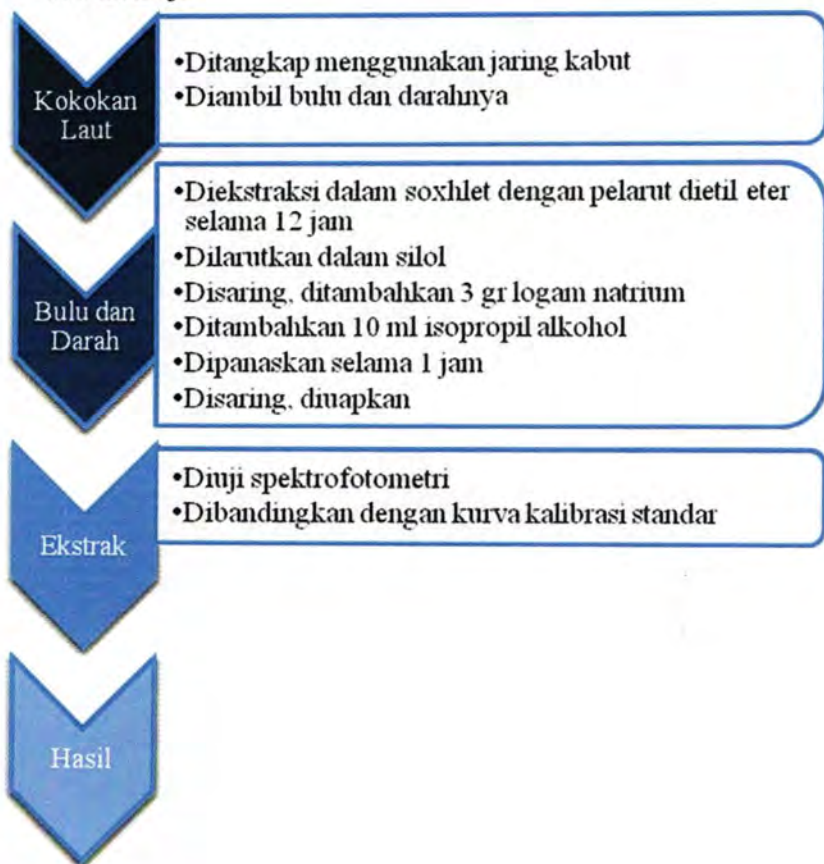 Kokokan
Laut
•Ditangkap menggunakan jaring kabut
•Diambil bulu dan darahnya
Bulu dan
Darah
•Diekstraksi dalam soxhlet dengan pelarut dietil eter
selama 12 jam
•Dilarutkan dalam silol
•Disaring, ditambahkan 3 gr logam natrium
•Ditambahkan 10 ml isopropil alkohol
•Dipanaskan selama 1 jam
•Disaring, diuapkan
Ekstrak
•Diuji spektrofotometri
•Dibandingkan dengan kurva kalibrasi standar
Hasil